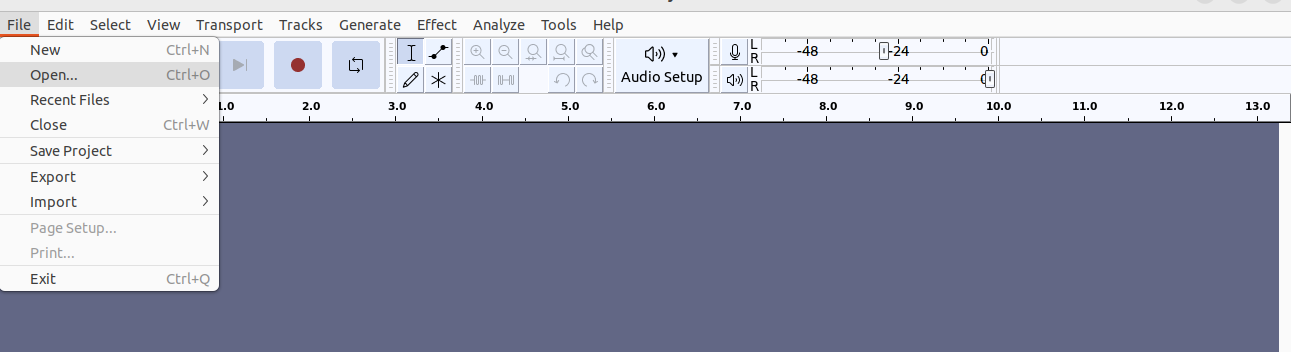 File Edit Select View Transport Tracks Generate Effect Analyze Tools Help
New Ctrl+N
Open... Ctrl+O
Recent Files
Close Ctrl+W
Save Project
Export
Import
Page Setup...
Print...
Exit Ctrl+Q
Audio Setup
L
R
-48 -24 0
L
R
-48 -24
1.0 2.0 3.0 4.0 5.0 6.0 7.0 8.0 9.0 10.0 11.0 12.0 13.0